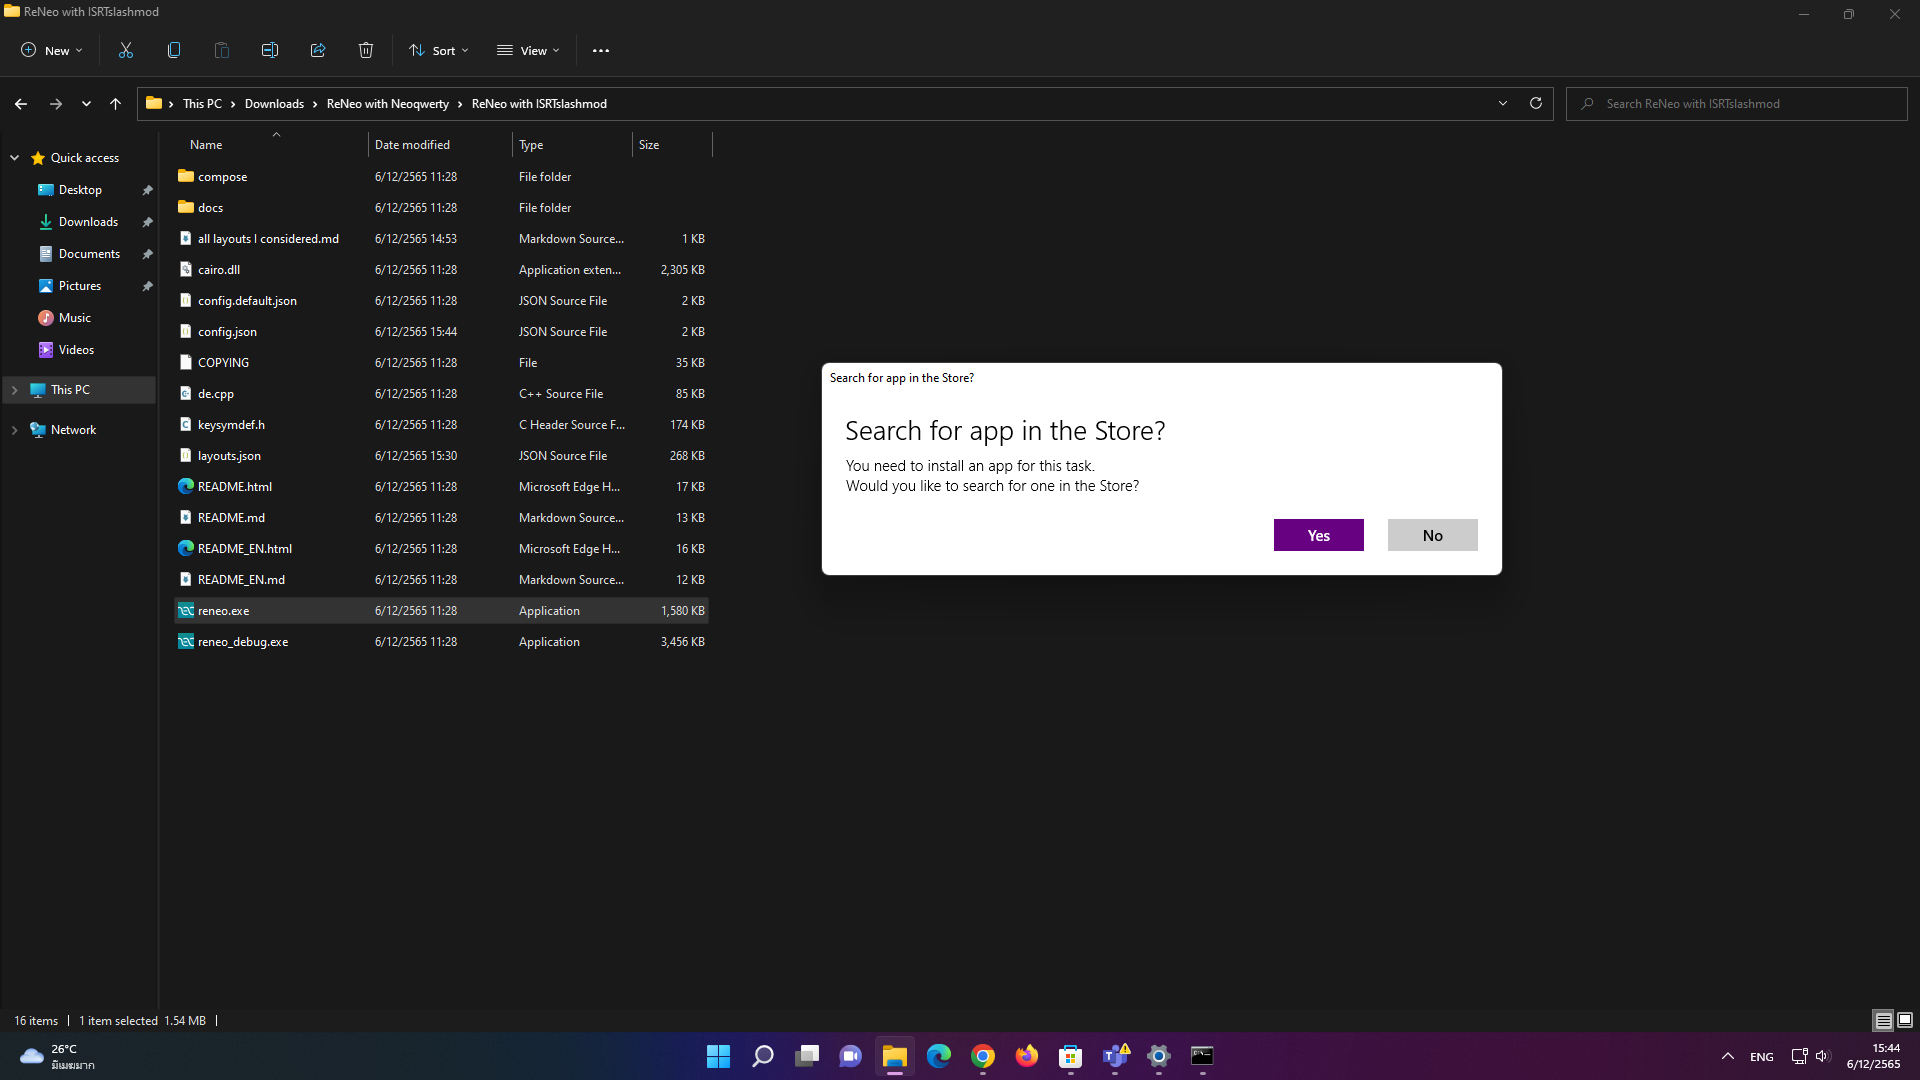 ReNeo with ISRTslashmod
New
Sort
View
This PC
Downloads
ReNeo with Neoqwerty
ReNeo with ISRTslashmod
Search ReNeo with ISRTslashmod
Quick access
Desktop
Downloads
Documents
Pictures
Music
Videos
This PC
Network
Name Date modified Type Size
compose 6/12/2565 11:28 File folder
docs 6/12/2565 11:28 File folder
all layouts I considered.md 6/12/2565 14:53 Markdown Source... 1 KB
cairo.dll 6/12/2565 11:28 Application exten... 2,305 KB
config.default.json 6/12/2565 11:28 JSON Source File 2 KB
config.json 6/12/2565 15:44 JSON Source File 2 KB
COPYING 6/12/2565 11:28 File 35 KB
de.cpp 6/12/2565 11:28 C++ Source File 85 KB
keysymdef.h 6/12/2565 11:28 C Header Source F... 174 KB
layouts.json 6/12/2565 15:30 JSON Source File 268 KB
README.html 6/12/2565 11:28 Microsoft Edge H... 17 KB
README.md 6/12/2565 11:28 Markdown Source... 13 KB
README_EN.html 6/12/2565 11:28 Microsoft Edge H... 16 KB
README_EN.md 6/12/2565 11:28 Markdown Source... 12 KB
reneo.exe 6/12/2565 11:28 Application 1,580 KB
reneo_debug.exe 6/12/2565 11:28 Application 3,456 KB
Search for app in the Store?
Search for app in the Store?
You need to install an app for this task.
Would you like to search for one in the Store?
Yes
No
16 items
1 item selected 1.54 MB
26°C
มีเมฆมาก
ENG
15:44
6/12/2565